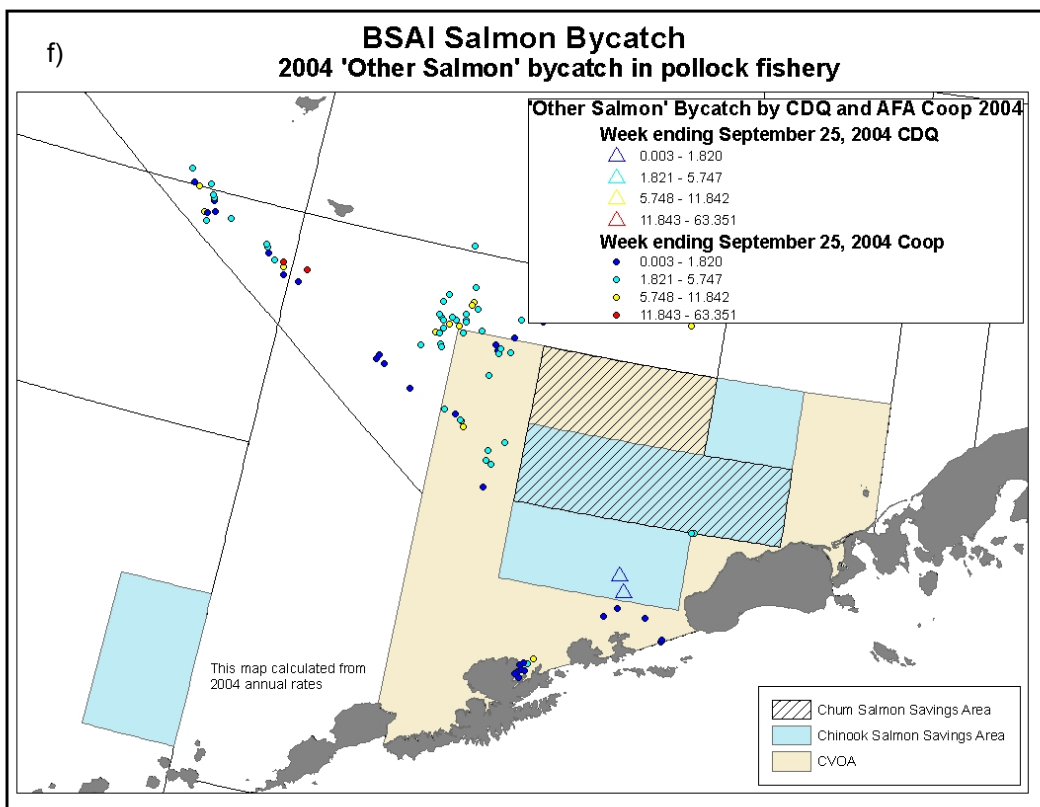 f)
BSAI Salmon Bycatch
2004 'Other Salmon' bycatch in pollock fishery
'Other Salmon' Bycatch by CDQ and AFA Coop 2004
Week ending September 25, 2004 CDQ
0.003 - 1.820
1.821 - 5.747
5.748 - 11.842
11.843 - 63.351
Week ending September 25, 2004 Coop
0.003 - 1.820
1.821 - 5.747
5.748 - 11.842
11.843 - 63.351
This map calculated from
2004 annual rates
Chum Salmon Savings Area
Chinook Salmon Savings Area
CVOA